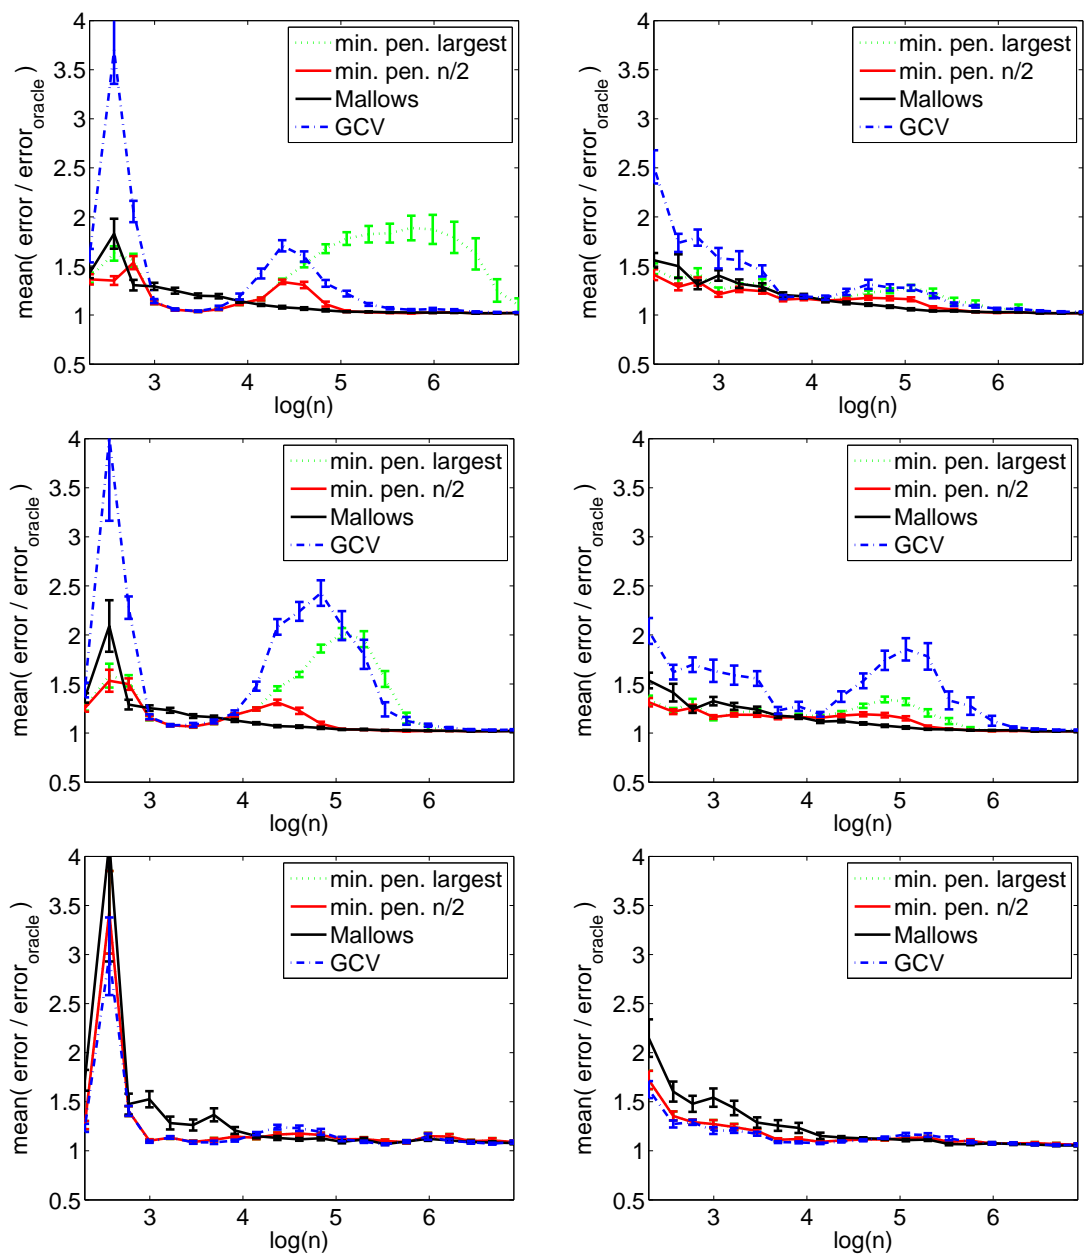 4
3.5
3
2.5
2
1.5
1
0.5
mean( error / error_oracle )
min. pen. largest
min. pen. n/2
Mallows
GCV
3 4 5 6
log(n)
4
3.5
3
2.5
2
1.5
1
0.5
mean( error / error_oracle )
min. pen. largest
min. pen. n/2
Mallows
GCV
3 4 5 6
log(n)
4
3.5
3
2.5
2
1.5
1
0.5
mean( error / error_oracle )
min. pen. largest
min. pen. n/2
Mallows
GCV
3 4 5 6
log(n)
4
3.5
3
2.5
2
1.5
1
0.5
mean( error / error_oracle )
min. pen. largest
min. pen. n/2
Mallows
GCV
3 4 5 6
log(n)
4
3.5
3
2.5
2
1.5
1
0.5
mean( error / error_oracle )
min. pen. largest
min. pen. n/2
Mallows
GCV
3 4 5 6
log(n)
4
3.5
3
2.5
2
1.5
1
0.5
mean( error / error_oracle )
min. pen. largest
min. pen. n/2
Mallows
GCV
3 4 5 6
log(n)